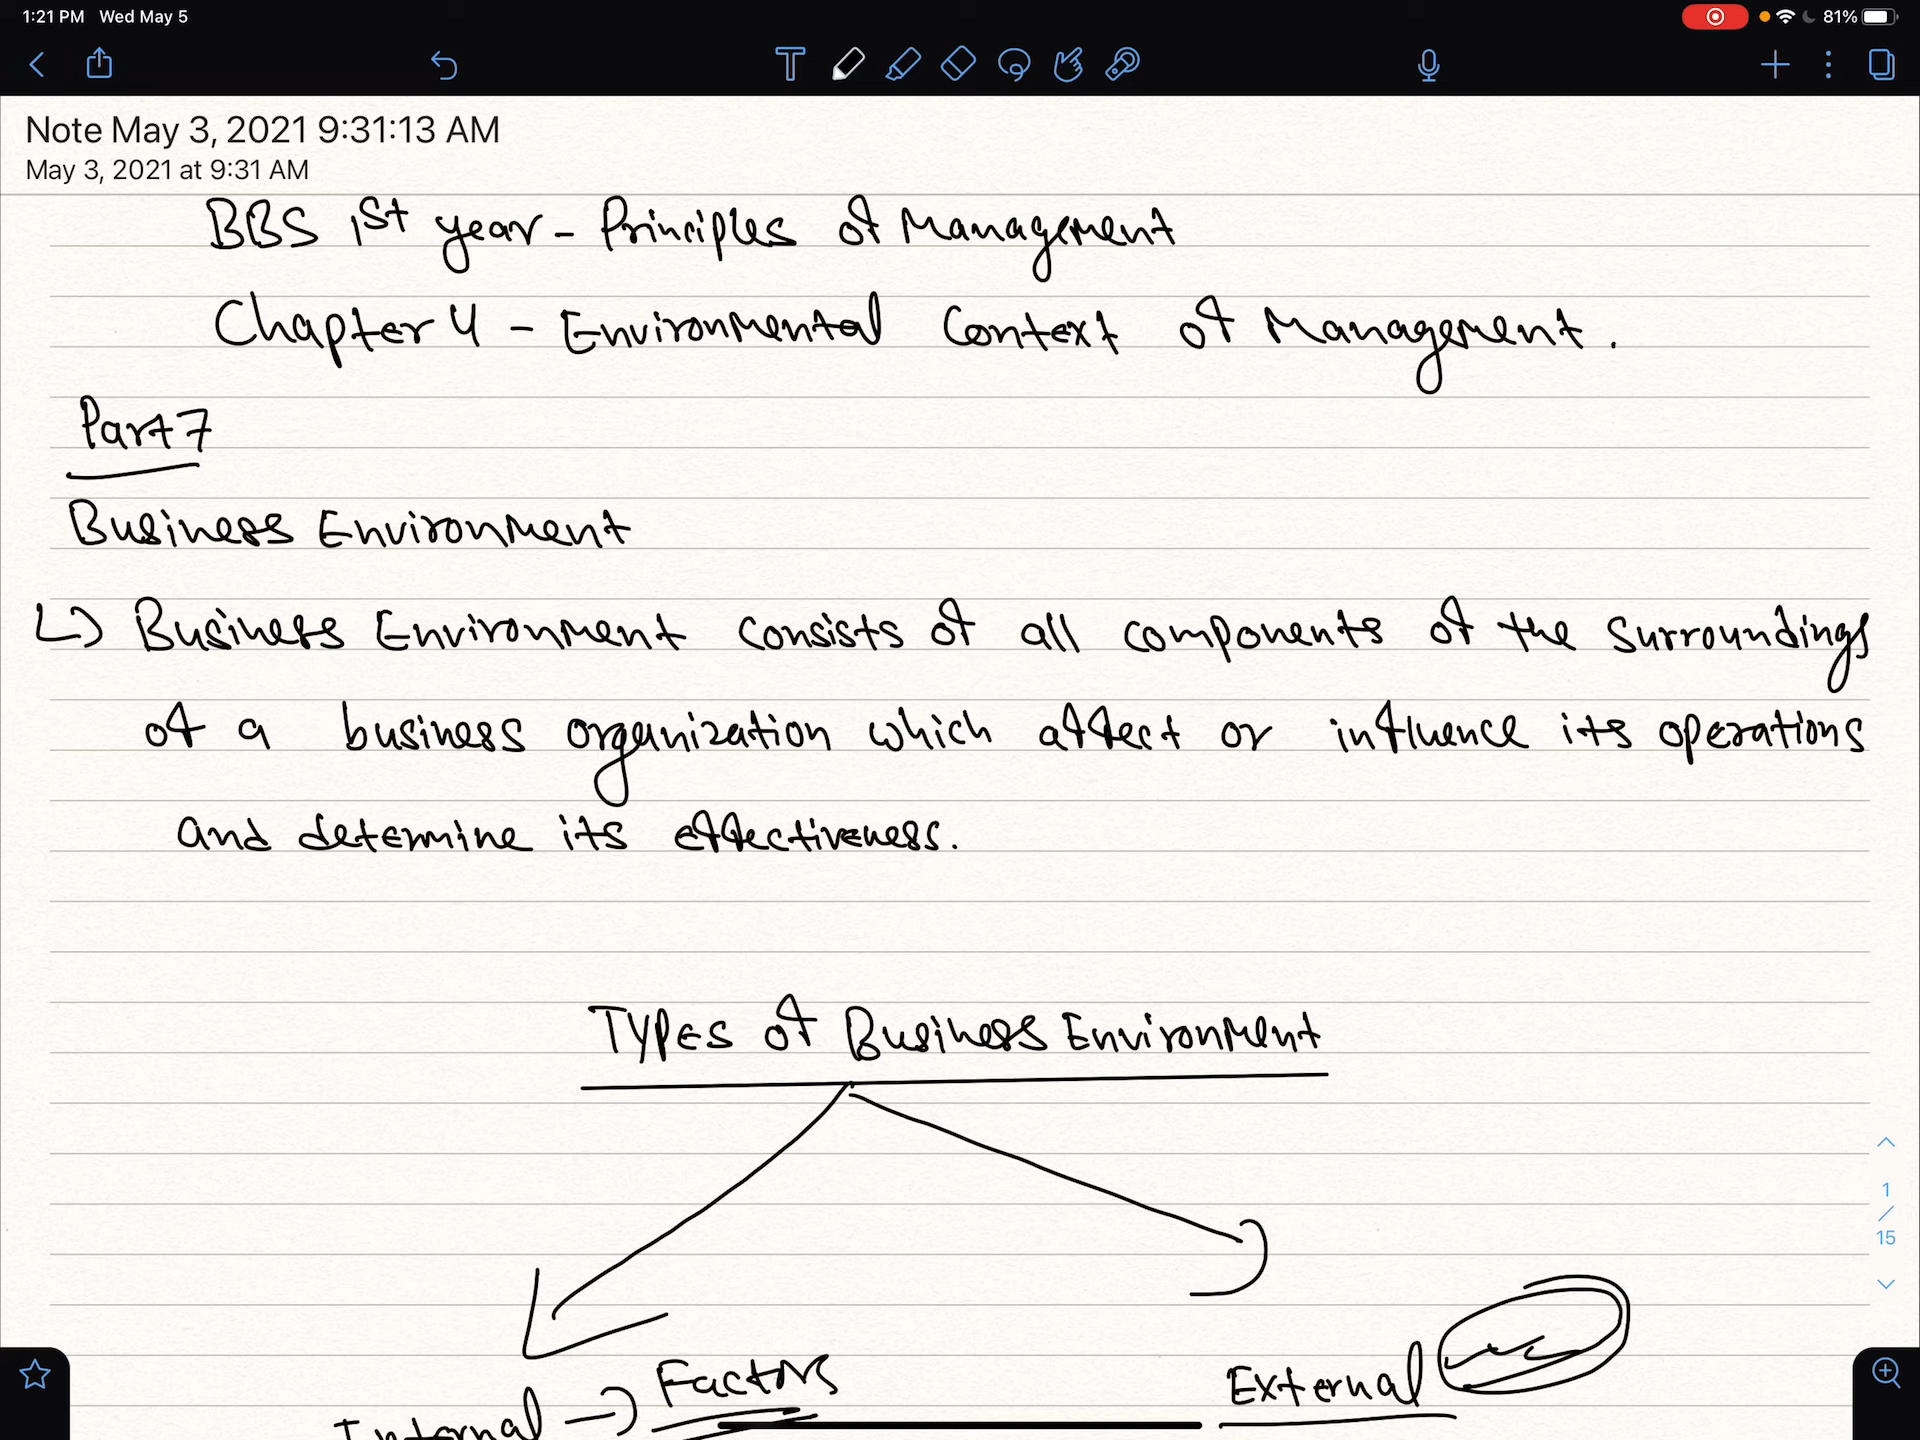 1:21 PM Wed May 5
81%
Note May 3, 2021 9:31:13 AM
May 3, 2021 at 9:31 AM
BBS 1st year - Principles of Management
Chapter 4 - Environmental Context of Management.
Part 7
Business Environment
Business Environment consists of all components of the surroundings
of a business organization which affect or influence its operations
and determine its effectiveness.
Types of Business Environment
1
/
15
Internal → Factors
External